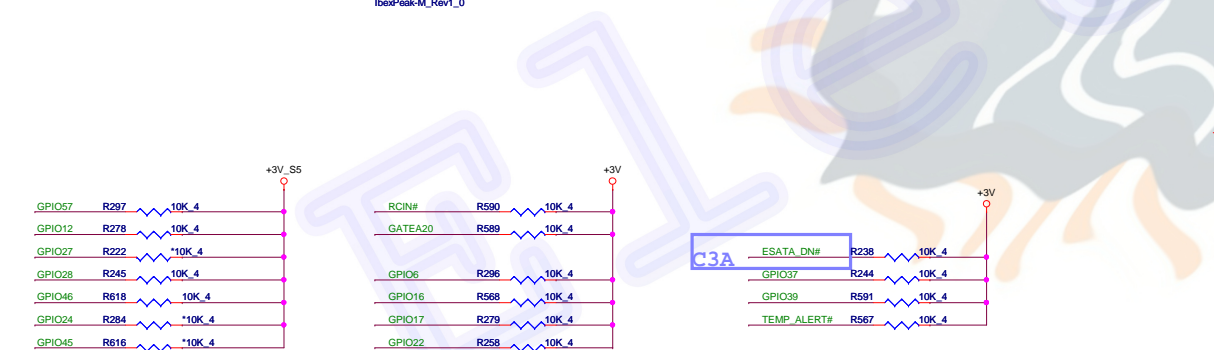 IbexPeak-M_Rev1_0
+3V_S5
GPIO57 R297 10K_4
GPIO12 R278 10K_4
GPIO27 R222 *10K_4
GPIO28 R245 10K_4
GPIO46 R618 10K_4
GPIO24 R284 *10K_4
GPIO45 R616 *10K_4
+3V
RCIN# R590 10K_4
GATEA20 R589 10K_4
GPIO6 R296 10K_4
GPIO16 R568 10K_4
GPIO17 R279 10K_4
GPIO22 R258 10K_4
+3V
C3A ESATA_DN# R238 10K_4
GPIO37 R244 10K_4
GPIO39 R591 10K_4
TEMP_ALERT# R567 10K_4